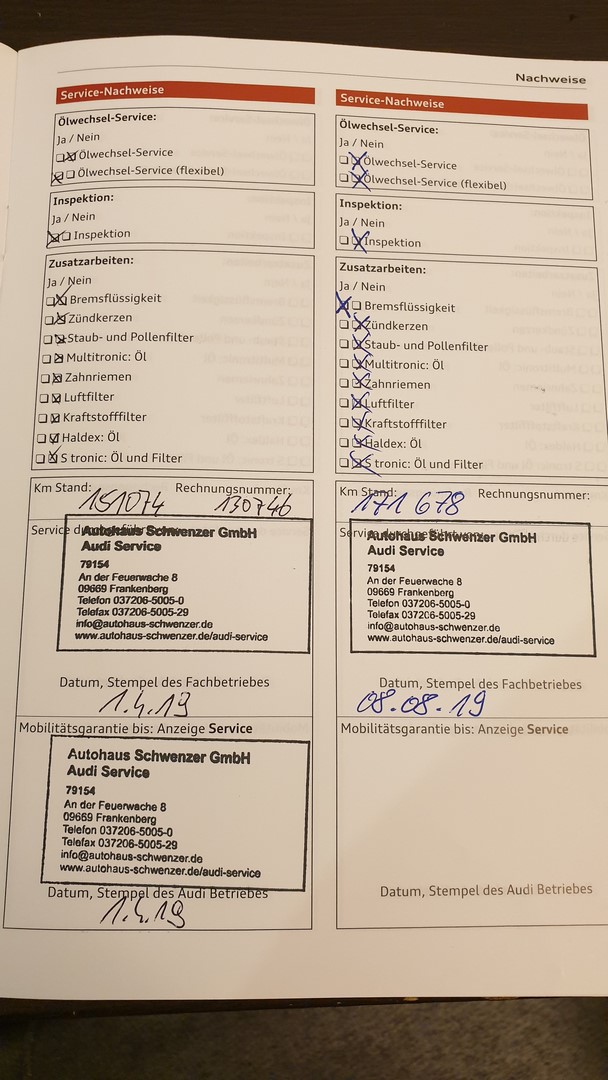 Nachweise
Service-Nachweise
Ölwechsel-Service:
Ja / Nein
Ölwechsel-Service
Ölwechsel-Service (flexibel)
Inspektion:
Ja / Nein
Inspektion
Zusatzarbeiten:
Ja / Nein
Bremsflüssigkeit
Zündkerzen
Staub- und Pollenfilter
Multitronic: Öl
Zahnriemen
Luftfilter
Kraftstofffilter
Haldex: Öl
S tronic: Öl und Filter
Km Stand: 151074 Rechnungsnummer: 130746
Service durchgeführt
Autohaus Schwenzer GmbH
Audi Service
79154
An der Feuerwache 8
09669 Frankenberg
Telefon 037206-5005-0
Telefax 037206-5005-29
info@autohaus-schwenzer.de
www.autohaus-schwenzer.de/audi-service
Datum, Stempel des Fachbetriebes
1.4.19
Mobilitätsgarantie bis: Anzeige Service
Autohaus Schwenzer GmbH
Audi Service
79154
An der Feuerwache 8
09669 Frankenberg
Telefon 037206-5005-0
Telefax 037206-5005-29
info@autohaus-schwenzer.de
www.autohaus-schwenzer.de/audi-service
Datum, Stempel des Audi Betriebes
1.4.19
Service-Nachweise
Ölwechsel-Service:
Ja / Nein
Ölwechsel-Service
Ölwechsel-Service (flexibel)
Inspektion:
Ja / Nein
Inspektion
Zusatzarbeiten:
Ja / Nein
Bremsflüssigkeit
Zündkerzen
Staub- und Pollenfilter
Multitronic: Öl
Zahnriemen
Luftfilter
Kraftstofffilter
Haldex: Öl
S tronic: Öl und Filter
Km Stand: 171 678 Rechnungsnummer:
Service durchgeführt
Autohaus Schwenzer GmbH
Audi Service
79154
An der Feuerwache 8
09669 Frankenberg
Telefon 037206-5005-0
Telefax 037206-5005-29
info@autohaus-schwenzer.de
www.autohaus-schwenzer.de/audi-service
Datum, Stempel des Fachbetriebes
08.08.19
Mobilitätsgarantie bis: Anzeige Service
Datum, Stempel des Audi Betriebes